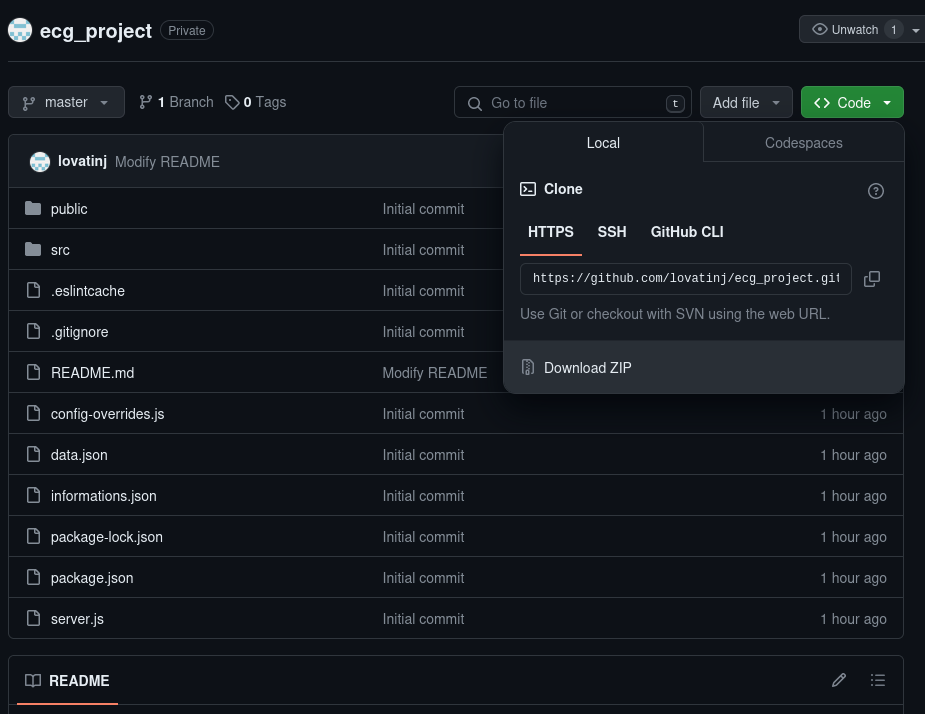 ecg_project Private Unwatch 1
master 1 Branch 0 Tags Go to file t Add file Code
Local Codespaces
lovatinj Modify README
Clone
HTTPS SSH GitHub CLI
https://github.com/lovatinj/ecg_project.git
Use Git or checkout with SVN using the web URL.
Download ZIP
public Initial commit
src Initial commit
.eslintcache Initial commit
.gitignore Initial commit
README.md Modify README
config-overrides.js Initial commit 1 hour ago
data.json Initial commit 1 hour ago
informations.json Initial commit 1 hour ago
package-lock.json Initial commit 1 hour ago
package.json Initial commit 1 hour ago
server.js Initial commit 1 hour ago
README